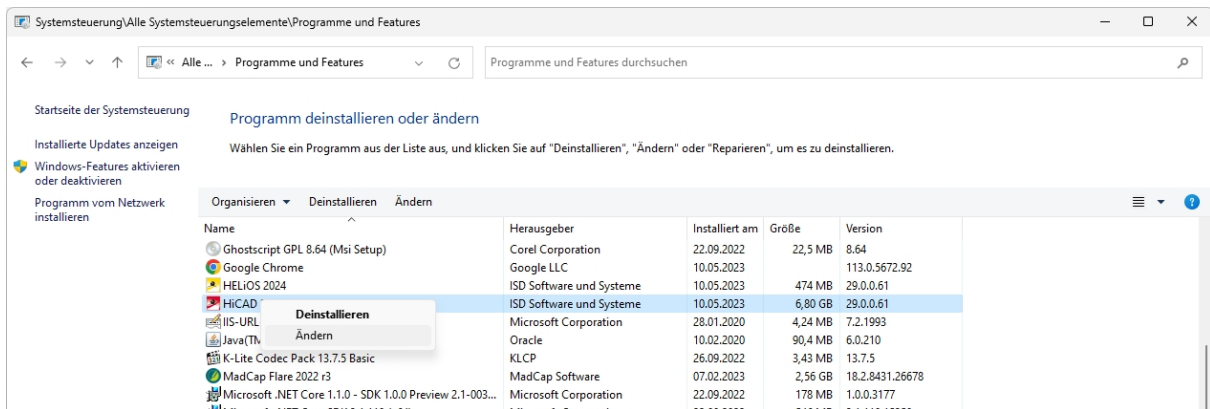 Systemsteuerung\Alle Systemsteuerungselemente\Programme und Features
« Alle ... › Programme und Features
Programme und Features durchsuchen
Startseite der Systemsteuerung
Installierte Updates anzeigen
Windows-Features aktivieren
oder deaktivieren
Programm vom Netzwerk
installieren
Programm deinstallieren oder ändern
Wählen Sie ein Programm aus der Liste aus, und klicken Sie auf "Deinstallieren", "Ändern" oder "Reparieren", um es zu deinstallieren.
Organisieren Deinstallieren Ändern
Name Herausgeber Installiert am Größe Version
Ghostscript GPL 8.64 (Msi Setup) Corel Corporation 22.09.2022 22,5 MB 8.64
Google Chrome Google LLC 10.05.2023 113.0.5672.92
HELiOS 2024 ISD Software und Systeme 10.05.2023 474 MB 29.0.0.61
HiCAD ISD Software und Systeme 10.05.2023 6,80 GB 29.0.0.61
IIS-URL Microsoft Corporation 28.01.2020 4,24 MB 7.2.1993
Java(TM Oracle 10.02.2020 90,4 MB 6.0.210
Deinstallieren
Ändern
K-Lite Codec Pack 13.7.5 Basic KLCP 26.09.2022 3,43 MB 13.7.5
MadCap Flare 2022 r3 MadCap Software 07.02.2023 2,56 GB 18.2.8431.26678
Microsoft .NET Core 1.1.0 - SDK 1.0.0 Preview 2.1-003... Microsoft Corporation 22.09.2022 178 MB 1.0.0.3177